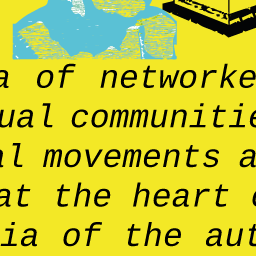 a of networke
ual communitie
al movements a
at the heart
ia of the aut